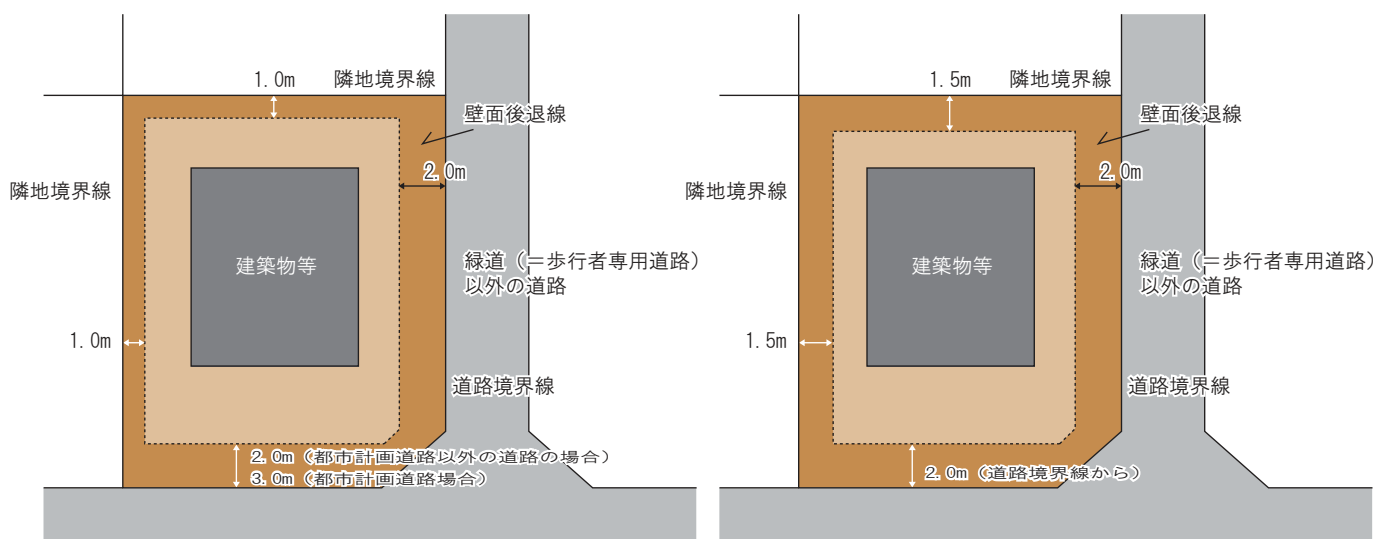 1.0m
隣地境界線
壁面後退線
2.0m
隣地境界線
建築物等
緑道（＝歩行者専用道路）
以外の道路
1.0m
道路境界線
2.0m（都市計画道路以外の道路の場合）
3.0m（都市計画道路場合）
1.5m
隣地境界線
壁面後退線
2.0m
隣地境界線
建築物等
緑道（＝歩行者専用道路）
以外の道路
1.5m
道路境界線
2.0m（道路境界線から）